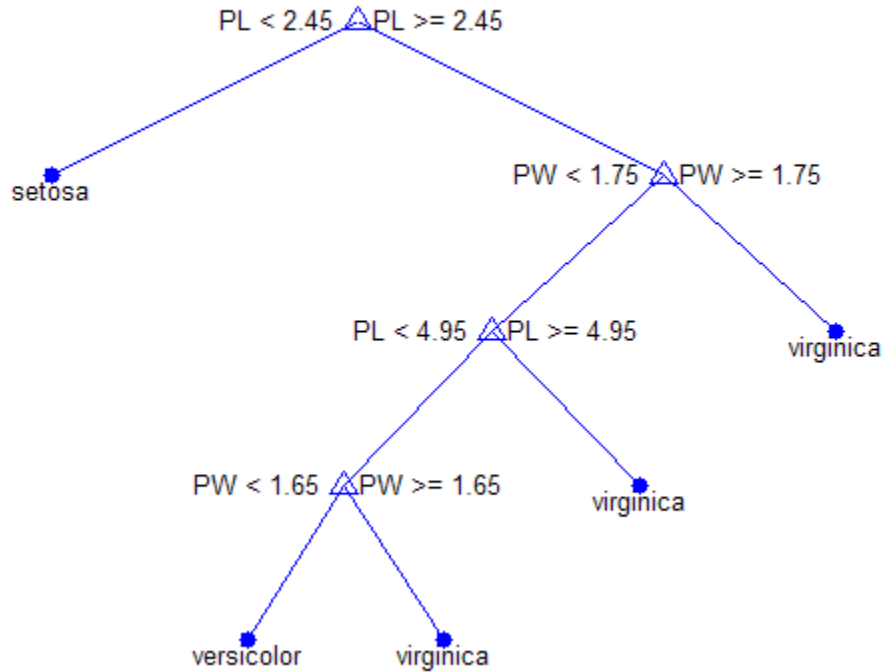 PL < 2.45 PL >= 2.45
setosa
PW < 1.75 PW >= 1.75
PL < 4.95 PL >= 4.95
virginica
PW < 1.65 PW >= 1.65
virginica
versicolor virginica